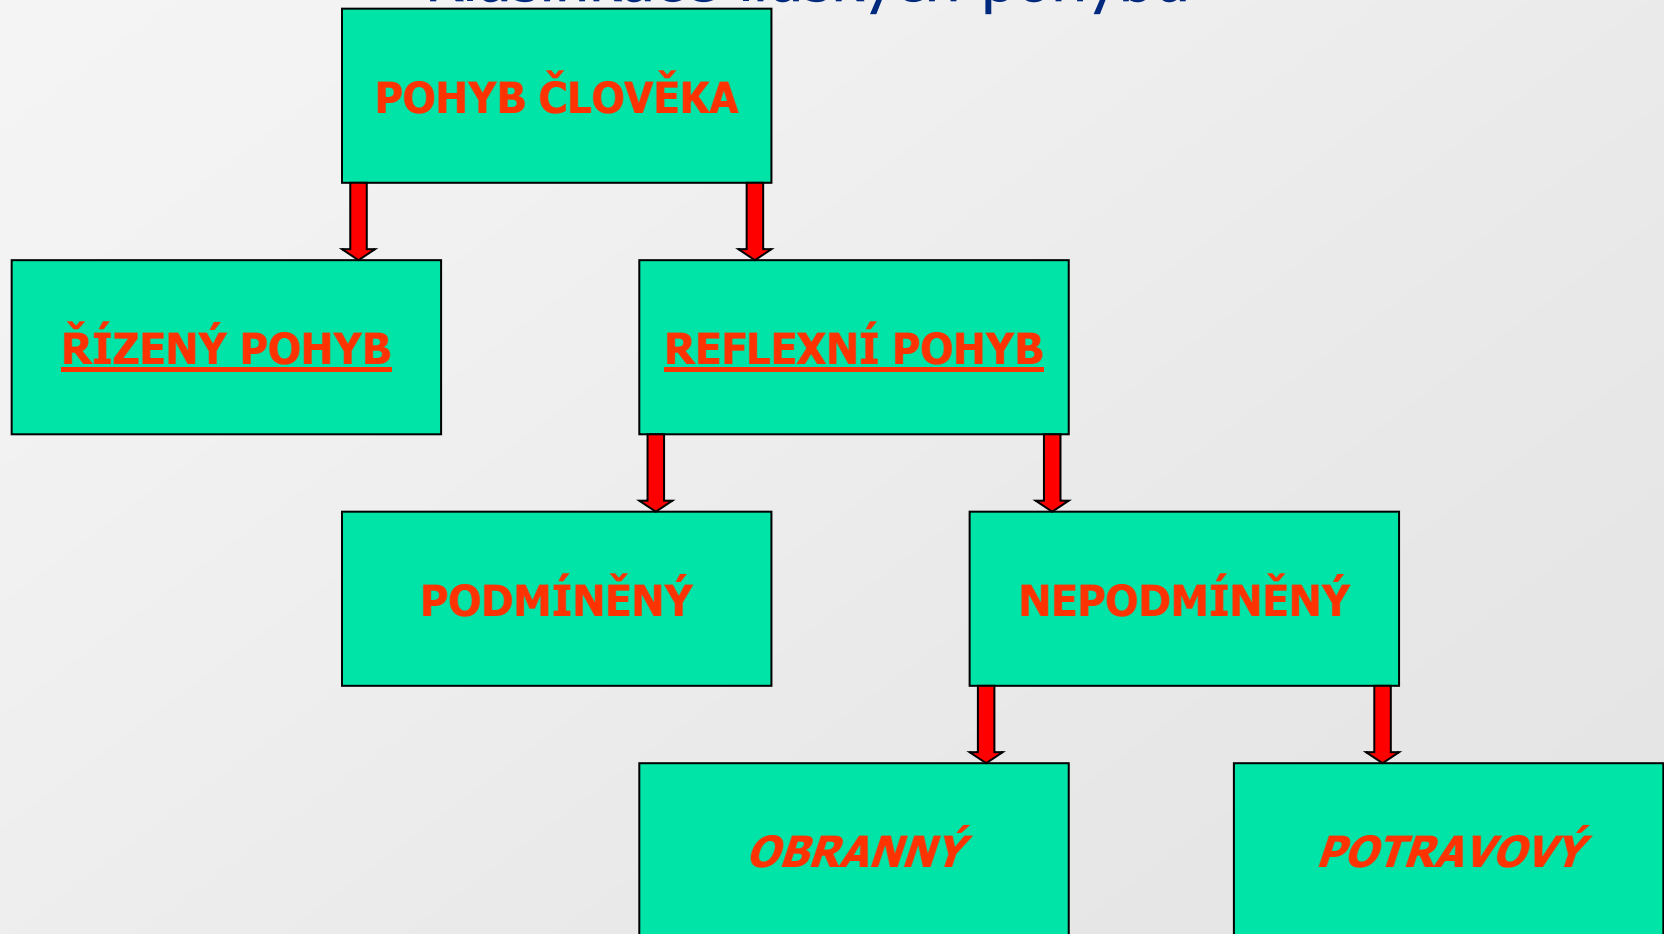 POHYB ČLOVĚKA
ŘÍZENÝ POHYB
REFLEXNÍ POHYB
PODMÍNĚNÝ
NEPODMÍNĚNÝ
OBRANNÝ
POTRAVOVÝ